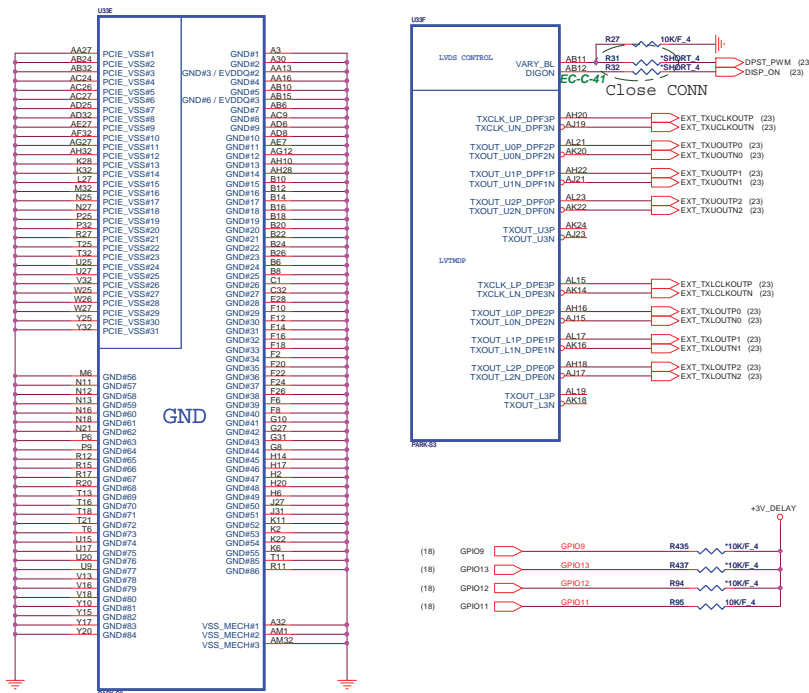 U33E
AA27 PCIE_VSS#1 GND#1 A3
AB24 PCIE_VSS#2 GND#2 A30
AB32 PCIE_VSS#3 GND#3 / EVDDQ#2 AA13
AC24 PCIE_VSS#4 GND#4 AA16
AC26 PCIE_VSS#5 GND#5 AB10
AC27 PCIE_VSS#6 GND#6 / EVDDQ#3 AB15
AD25 PCIE_VSS#7 GND#7 AB6
AD32 PCIE_VSS#8 GND#8 AC9
AE27 PCIE_VSS#9 GND#9 AD6
AF32 PCIE_VSS#10 GND#10 AD8
AG27 PCIE_VSS#11 GND#11 AE7
AH32 PCIE_VSS#12 GND#12 AG12
K28 PCIE_VSS#13 GND#13 AH10
K32 PCIE_VSS#14 GND#14 AH28
L27 PCIE_VSS#15 GND#15 B10
M32 PCIE_VSS#16 GND#16 B12
N25 PCIE_VSS#17 GND#17 B14
N27 PCIE_VSS#18 GND#18 B16
P25 PCIE_VSS#19 GND#19 B18
P32 PCIE_VSS#20 GND#20 B20
R27 PCIE_VSS#21 GND#21 B22
T25 PCIE_VSS#22 GND#22 B24
T32 PCIE_VSS#23 GND#23 B26
U25 PCIE_VSS#24 GND#24 B6
U27 PCIE_VSS#25 GND#25 B8
V32 PCIE_VSS#26 GND#26 C1
W25 PCIE_VSS#27 GND#27 C32
W26 PCIE_VSS#28 GND#28 E28
W27 PCIE_VSS#29 GND#29 F10
Y25 PCIE_VSS#30 GND#30 F12
Y32 PCIE_VSS#31 GND#31 F14
GND#32 F16
GND#33 F18
GND#34 F2
GND#35 F20
M6 GND#56 GND#36 F22
N11 GND#57 GND#37 F24
N12 GND#58 GND#38 F26
N13 GND#59 GND#39 F6
N16 GND#60 GND#40 F8
N18 GND#61 GND#41 G10
N21 GND#62 GND#42 G27
P6 GND#63 GND#43 G31
P9 GND#64 GND#44 G8
R12 GND#65 GND#45 H14
R15 GND#66 GND#46 H17
R17 GND#67 GND#47 H2
R20 GND#68 GND#48 H20
T13 GND#69 GND#49 H6
T16 GND#70 GND#50 J27
T18 GND#71 GND#51 J31
T21 GND#72 GND#52 K11
T6 GND#73 GND#53 K2
U15 GND#74 GND#54 K22
U17 GND#75 GND#55 K6
U20 GND#76 GND#85 T11
U9 GND#77 GND#86 R11
V13 GND#78
V16 GND#79
V18 GND#80
Y10 GND#81
Y15 GND#82
Y17 GND#83 VSS_MECH#1 A32
Y20 GND#84 VSS_MECH#2 AM1
VSS_MECH#3 AM32
GND
U33F
LVDS CONTROL
R27 10K/F_4
VARY_BL AB11 R31 *SHORT_4 DPST_PWM (23)
DIGON AB12 R32 *SHORT_4 DISP_ON (23)
EC-C-41
Close CONN
TXCLK_UP_DPF3P AH20 EXT_TXUCLKOUTP (23)
TXCLK_UN_DPF3N AJ19 EXT_TXUCLKOUTN (23)
TXOUT_U0P_DPF2P AL21 EXT_TXUOUTP0 (23)
TXOUT_U0N_DPF2N AK20 EXT_TXUOUTN0 (23)
TXOUT_U1P_DPF1P AH22 EXT_TXUOUTP1 (23)
TXOUT_U1N_DPF1N AJ21 EXT_TXUOUTN1 (23)
TXOUT_U2P_DPF0P AL23 EXT_TXUOUTP2 (23)
TXOUT_U2N_DPF0N AK22 EXT_TXUOUTN2 (23)
TXOUT_U3P AK24
TXOUT_U3N AJ23
LVTMDP
TXCLK_LP_DPE3P AL15 EXT_TXLCLKOUTP (23)
TXCLK_LN_DPE3N AK14 EXT_TXLCLKOUTN (23)
TXOUT_L0P_DPE2P AH16 EXT_TXLOUTP0 (23)
TXOUT_L0N_DPE2N AJ15 EXT_TXLOUTN0 (23)
TXOUT_L1P_DPE1P AL17 EXT_TXLOUTP1 (23)
TXOUT_L1N_DPE1N AK16 EXT_TXLOUTN1 (23)
TXOUT_L2P_DPE0P AH18 EXT_TXLOUTP2 (23)
TXOUT_L2N_DPE0N AJ17 EXT_TXLOUTN2 (23)
TXOUT_L3P AL19
TXOUT_L3N AK18
PARK-S3
+3V_DELAY
(18) GPIO9 GPIO9 R435 *10K/F_4
(18) GPIO13 GPIO13 R437 *10K/F_4
(18) GPIO12 GPIO12 R94 *10K/F_4
(18) GPIO11 GPIO11 R95 10K/F_4